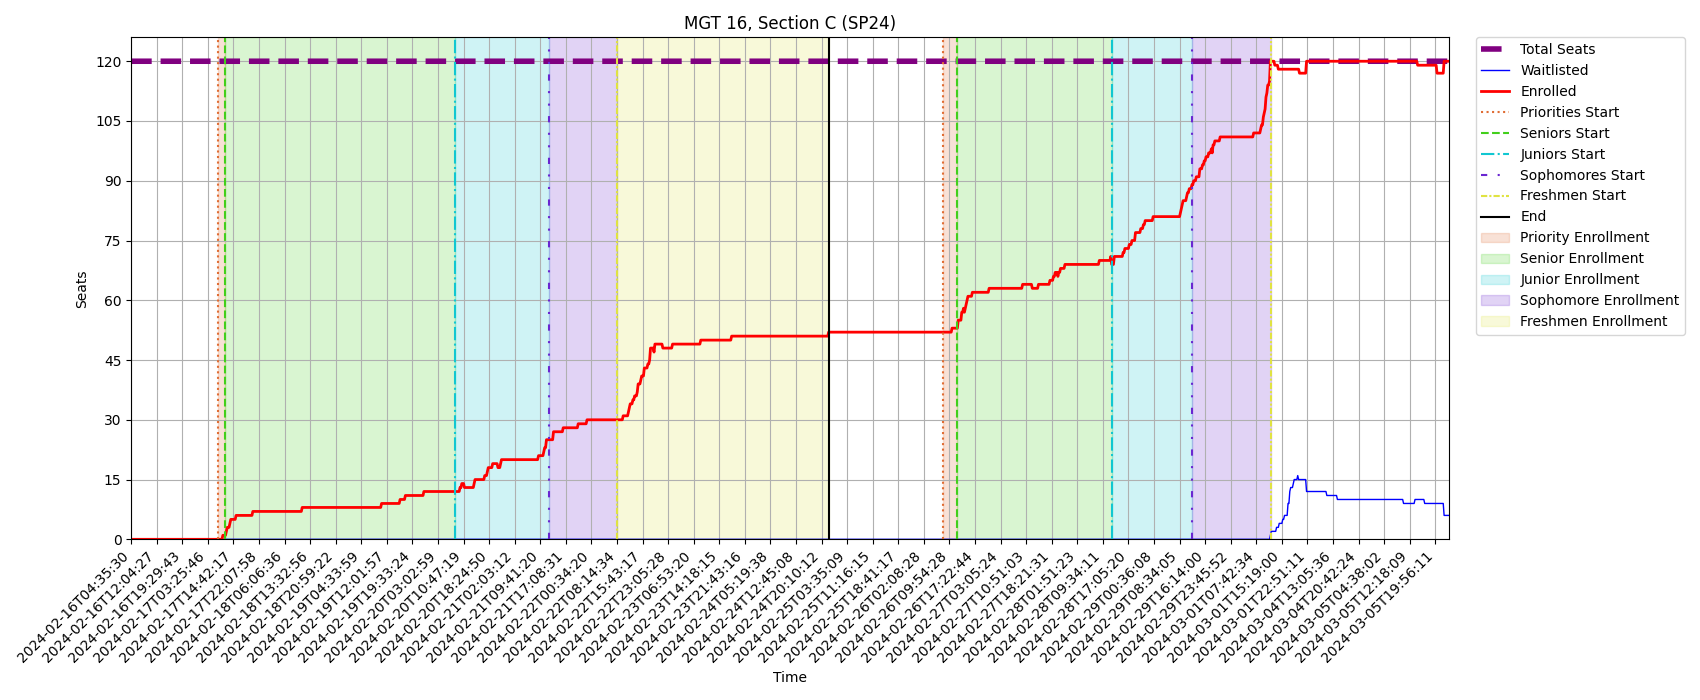 MGT 16, Section C (SP24)
Total Seats
Waitlisted
Enrolled
Priorities Start
Seniors Start
Juniors Start
Sophomores Start
Freshmen Start
End
Priority Enrollment
Senior Enrollment
Junior Enrollment
Sophomore Enrollment
Freshmen Enrollment
Seats
120
105
90
75
60
45
30
15
0
2024-02-16T04:35:30
2024-02-16T12:04:27
2024-02-16T19:29:43
2024-02-17T03:25:46
2024-02-17T14:42:17
2024-02-17T22:07:58
2024-02-18T06:06:36
2024-02-18T13:32:56
2024-02-18T20:59:22
2024-02-19T04:33:59
2024-02-19T12:01:57
2024-02-19T19:33:24
2024-02-20T03:02:59
2024-02-20T10:47:19
2024-02-20T18:24:50
2024-02-21T02:03:12
2024-02-21T09:41:20
2024-02-21T17:08:31
2024-02-22T00:34:20
2024-02-22T08:14:34
2024-02-22T15:43:17
2024-02-22T23:05:28
2024-02-23T06:53:20
2024-02-23T14:18:15
2024-02-23T21:43:16
2024-02-24T05:19:38
2024-02-24T12:45:08
2024-02-24T20:10:12
2024-02-25T03:35:09
2024-02-25T11:16:15
2024-02-25T18:41:17
2024-02-26T02:08:28
2024-02-26T09:54:28
2024-02-26T17:22:44
2024-02-27T03:05:24
2024-02-27T10:51:03
2024-02-27T18:21:31
2024-02-28T01:51:23
2024-02-28T09:34:11
2024-02-28T17:05:20
2024-02-29T00:36:08
2024-02-29T08:34:05
2024-02-29T16:14:00
2024-02-29T23:45:52
2024-03-01T07:42:34
2024-03-01T15:19:00
2024-03-01T22:51:11
2024-03-04T13:05:36
2024-03-04T20:42:24
2024-03-05T04:38:02
2024-03-05T12:18:09
2024-03-05T19:56:11
Time